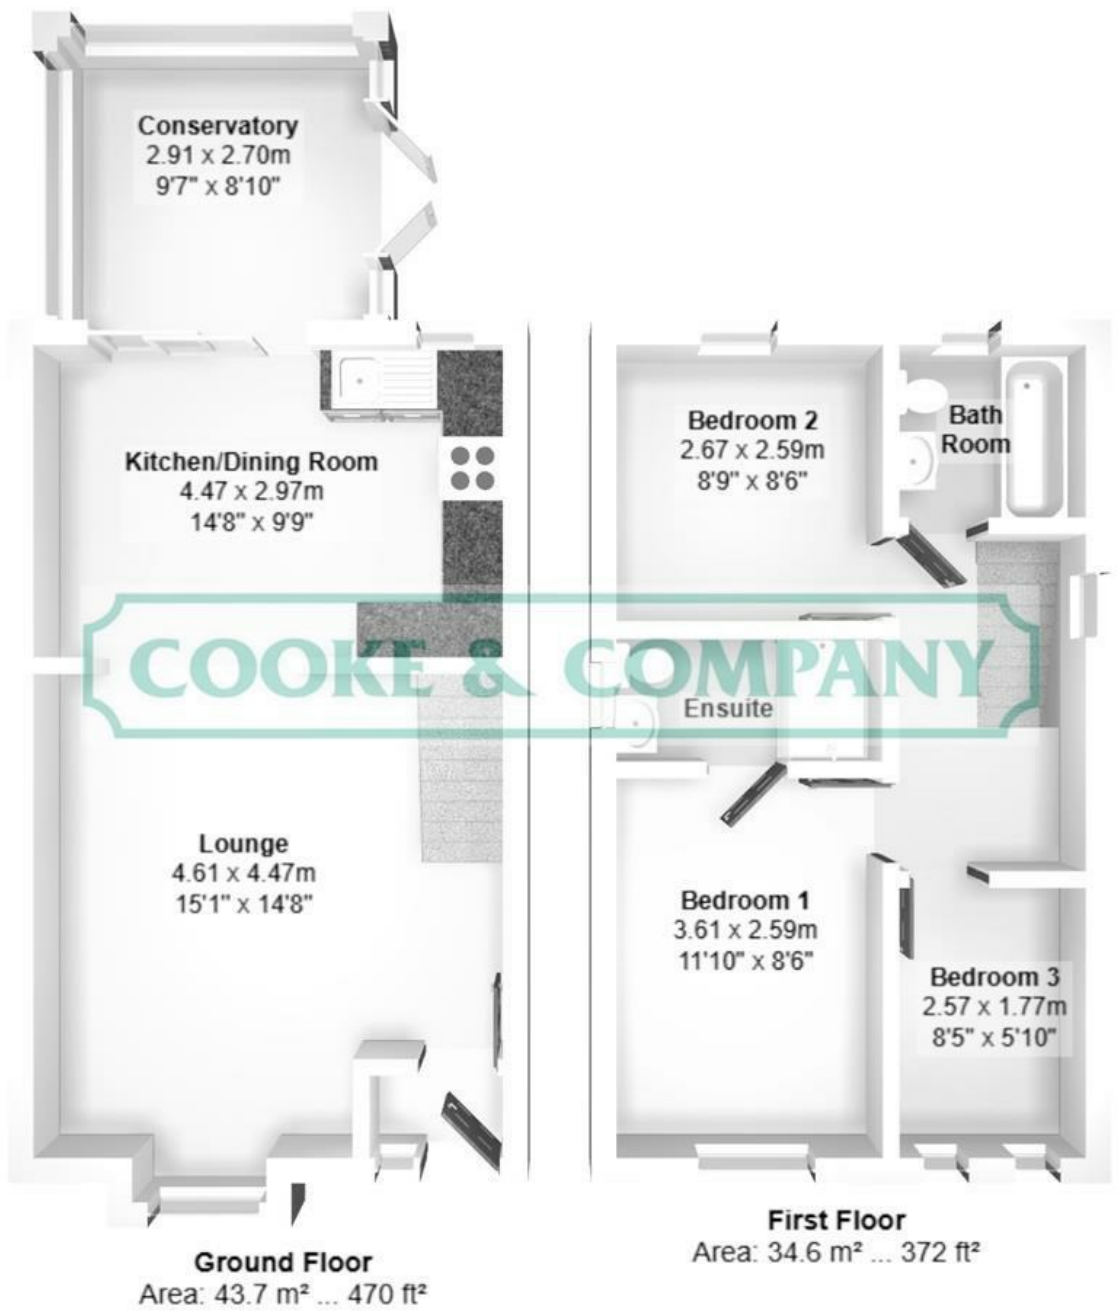 Conservatory
2.91 x 2.70m
9'7" x 8'10"
Kitchen/Dining Room
4.47 x 2.97m
14'8" x 9'9"
Bedroom 2
2.67 x 2.59m
8'9" x 8'6"
Bath
Room
COOKE & COMPANY
Ensuite
Lounge
4.61 x 4.47m
15'1" x 14'8"
Bedroom 1
3.61 x 2.59m
11'10" x 8'6"
Bedroom 3
2.57 x 1.77m
8'5" x 5'10"
First Floor
Area: 34.6 m² ... 372 ft²
Ground Floor
Area: 43.7 m² ... 470 ft²